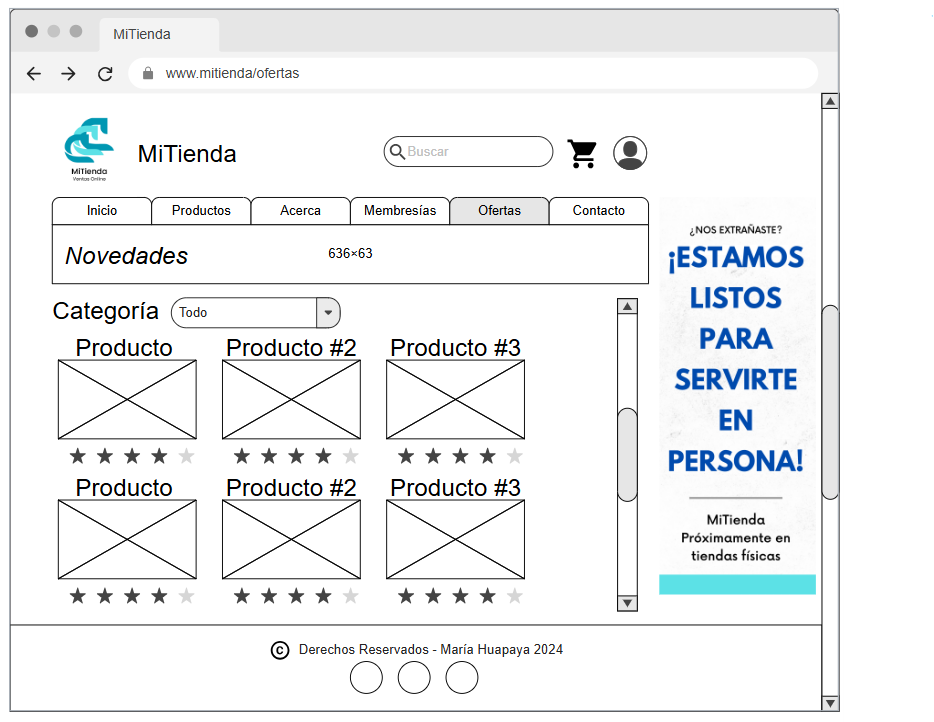 MiTienda
www.mitienda/ofertas
MiTienda
Ventas Online
MiTienda
Buscar
Inicio
Productos
Acerca
Membresías
Ofertas
Contacto
Novedades
636×63
Categoría
Todo
Producto
Producto #2
Producto #3
Producto
Producto #2
Producto #3
¿NOS EXTRAÑASTE?
¡ESTAMOS
LISTOS
PARA
SERVIRTE
EN
PERSONA!
MiTienda
Próximamente en
tiendas físicas
© Derechos Reservados - María Huapaya 2024